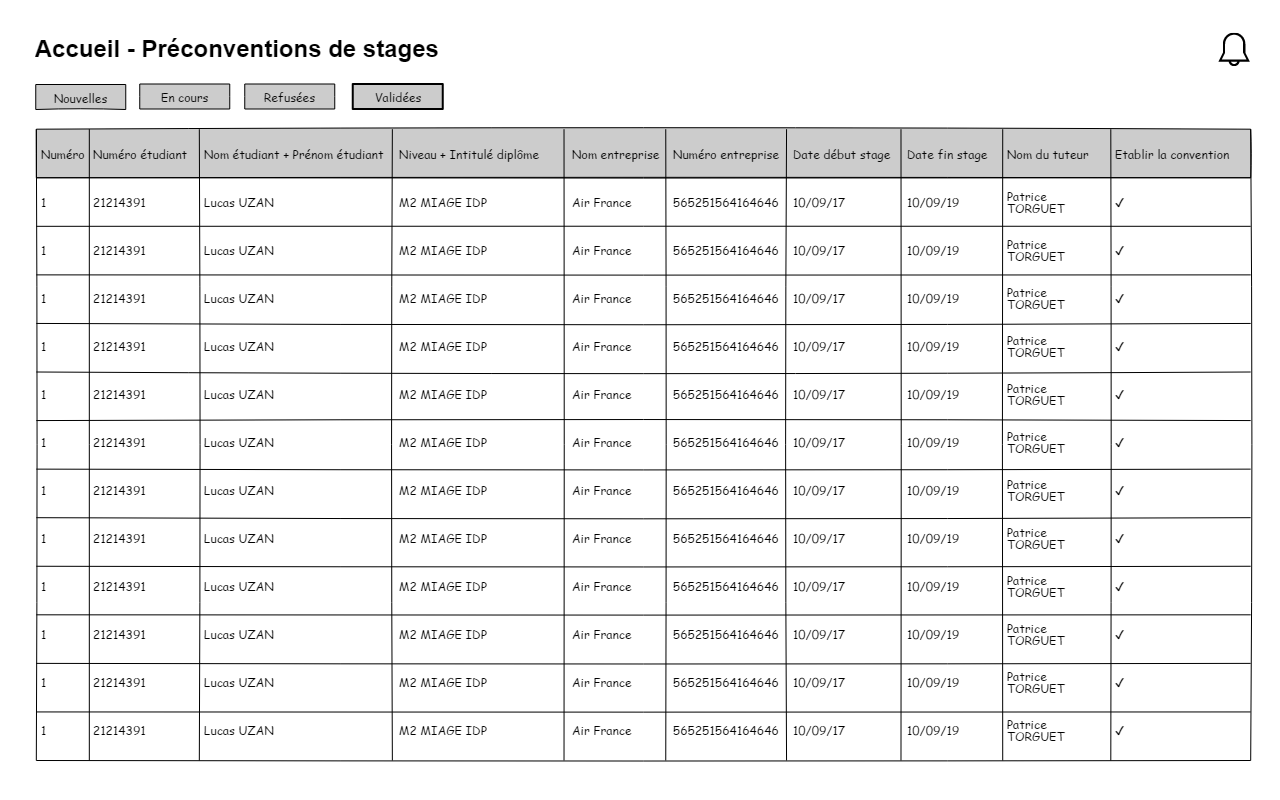 Accueil - Préconventions de stages
Nouvelles En cours Refusées Validées
Numéro Numéro étudiant Nom étudiant + Prénom étudiant Niveau + Intitulé diplôme Nom entreprise Numéro entreprise Date début stage Date fin stage Nom du tuteur Etablir la convention
1 21214391 Lucas UZAN M2 MIAGE IDP Air France 565251564164646 10/09/17 10/09/19 Patrice TORGUET ✓
1 21214391 Lucas UZAN M2 MIAGE IDP Air France 565251564164646 10/09/17 10/09/19 Patrice TORGUET ✓
1 21214391 Lucas UZAN M2 MIAGE IDP Air France 565251564164646 10/09/17 10/09/19 Patrice TORGUET ✓
1 21214391 Lucas UZAN M2 MIAGE IDP Air France 565251564164646 10/09/17 10/09/19 Patrice TORGUET ✓
1 21214391 Lucas UZAN M2 MIAGE IDP Air France 565251564164646 10/09/17 10/09/19 Patrice TORGUET ✓
1 21214391 Lucas UZAN M2 MIAGE IDP Air France 565251564164646 10/09/17 10/09/19 Patrice TORGUET ✓
1 21214391 Lucas UZAN M2 MIAGE IDP Air France 565251564164646 10/09/17 10/09/19 Patrice TORGUET ✓
1 21214391 Lucas UZAN M2 MIAGE IDP Air France 565251564164646 10/09/17 10/09/19 Patrice TORGUET ✓
1 21214391 Lucas UZAN M2 MIAGE IDP Air France 565251564164646 10/09/17 10/09/19 Patrice TORGUET ✓
1 21214391 Lucas UZAN M2 MIAGE IDP Air France 565251564164646 10/09/17 10/09/19 Patrice TORGUET ✓
1 21214391 Lucas UZAN M2 MIAGE IDP Air France 565251564164646 10/09/17 10/09/19 Patrice TORGUET ✓
1 21214391 Lucas UZAN M2 MIAGE IDP Air France 565251564164646 10/09/17 10/09/19 Patrice TORGUET ✓